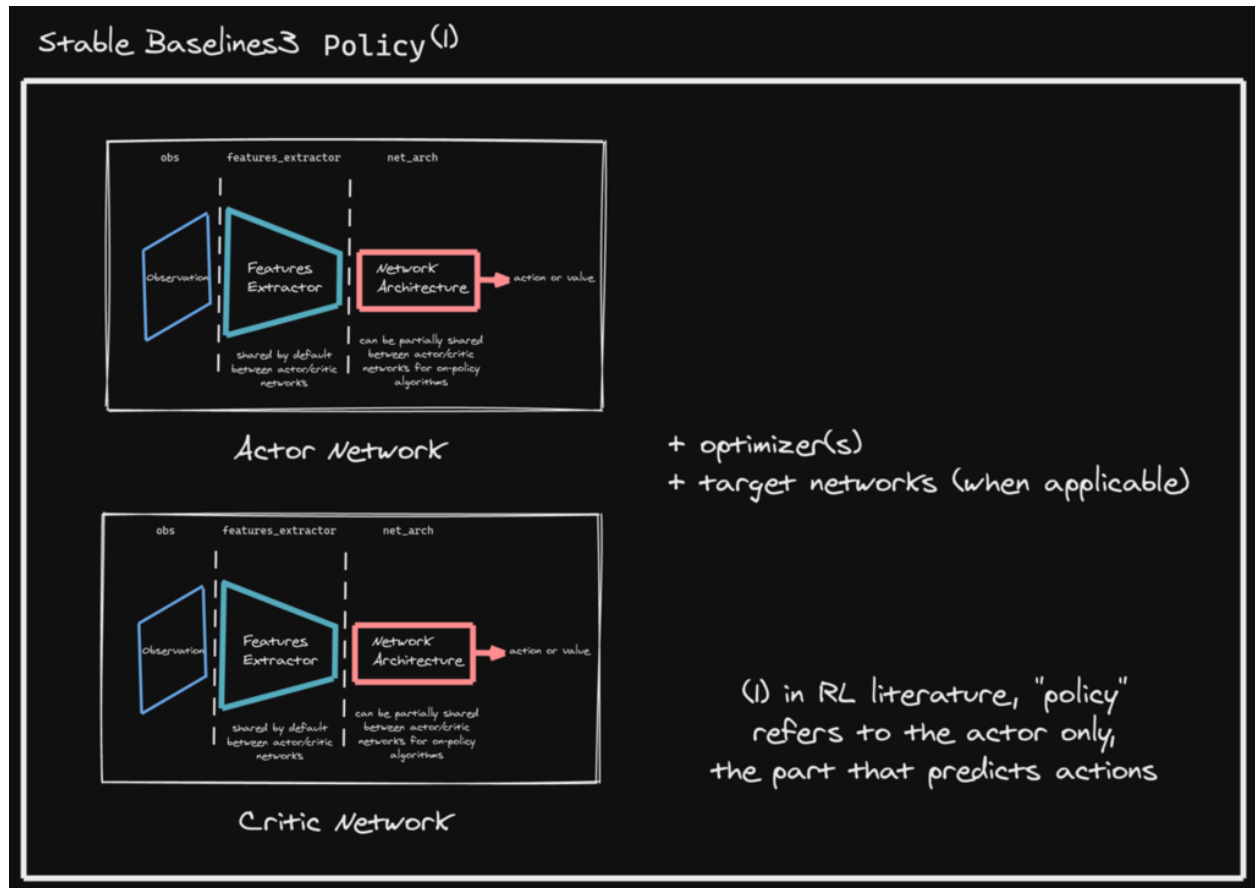 Stable Baselines3 Policy(1)
obs features_extractor net_arch
Observation
Features
Extractor
Network
Architecture
action or value
shared by default
between actor/critic
networks
can be partially shared
between actor/critic
networks for on-policy
algorithms
Actor Network
+ optimizer(s)
+ target networks (when applicable)
obs features_extractor net_arch
Observation
Features
Extractor
Network
Architecture
action or value
shared by default
between actor/critic
networks
can be partially shared
between actor/critic
networks for on-policy
algorithms
Critic Network
(1) in RL literature, "policy"
refers to the actor only,
the part that predicts actions